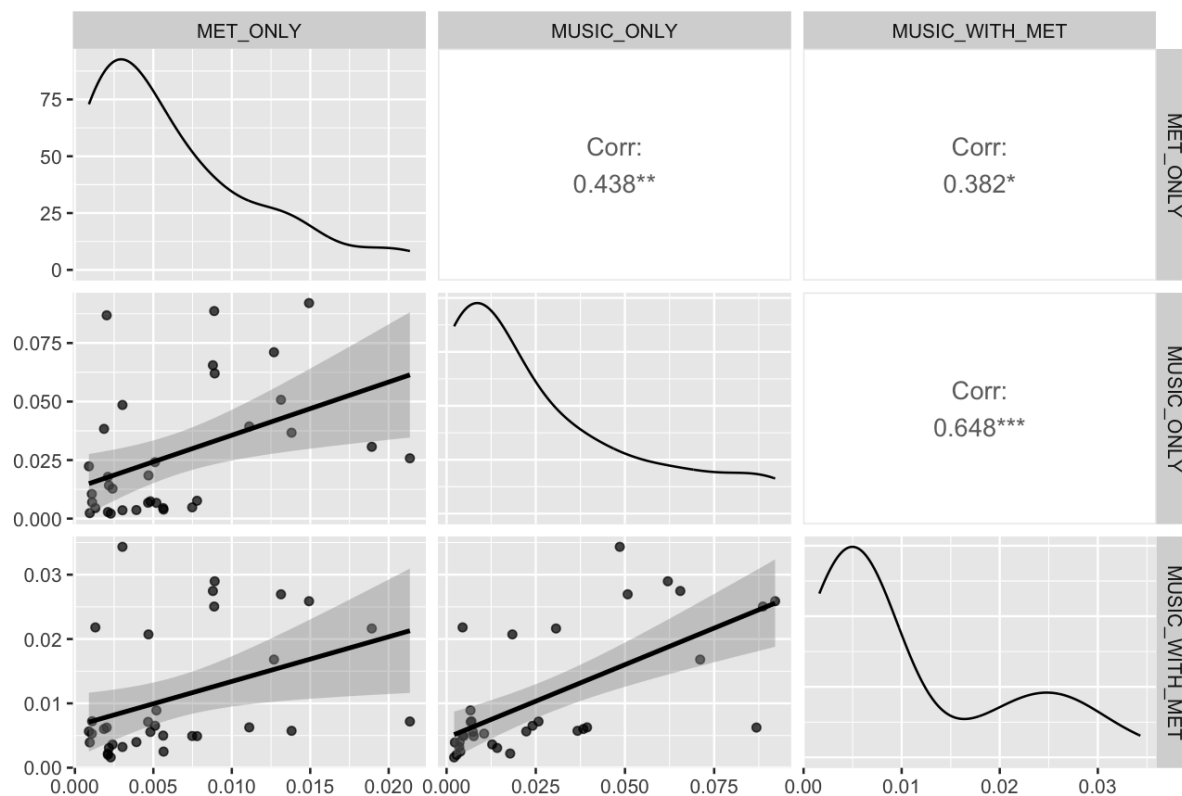 MET_ONLY MUSIC_ONLY MUSIC_WITH_MET
75
50
25
0
Corr:
0.438**
Corr:
0.382*
MET_ONLY
0.075
0.050
0.025
0.000
Corr:
0.648***
MUSIC_ONLY
0.03
0.02
0.01
0.00
MUSIC_WITH_MET
0.000 0.005 0.010 0.015 0.020 0.000 0.025 0.050 0.075 0.00 0.01 0.02 0.03